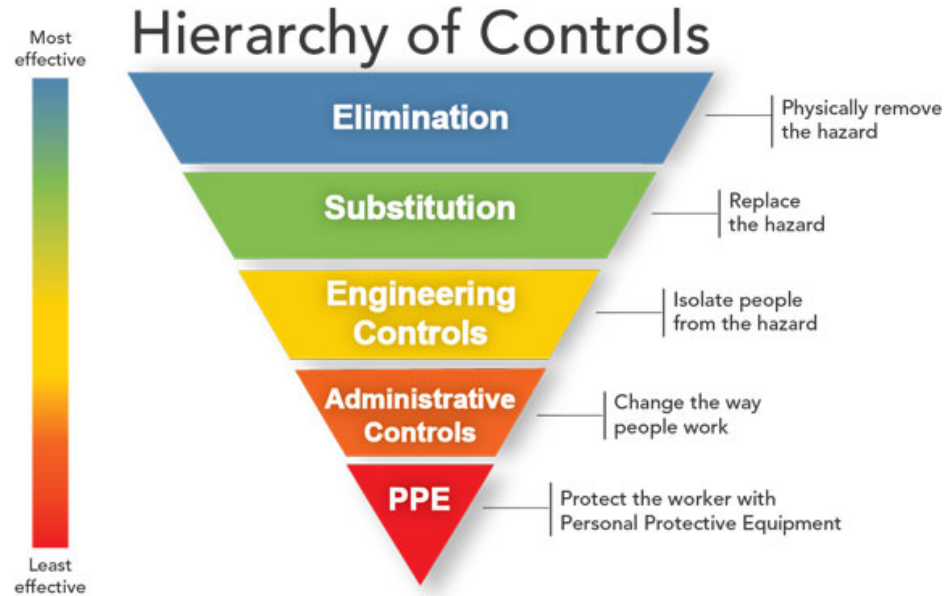 Hierarchy of Controls
Most
effective
Elimination
Physically remove
the hazard
Substitution
Replace
the hazard
Engineering
Controls
Isolate people
from the hazard
Administrative
Controls
Change the way
people work
PPE
Protect the worker with
Personal Protective Equipment
Least
effective